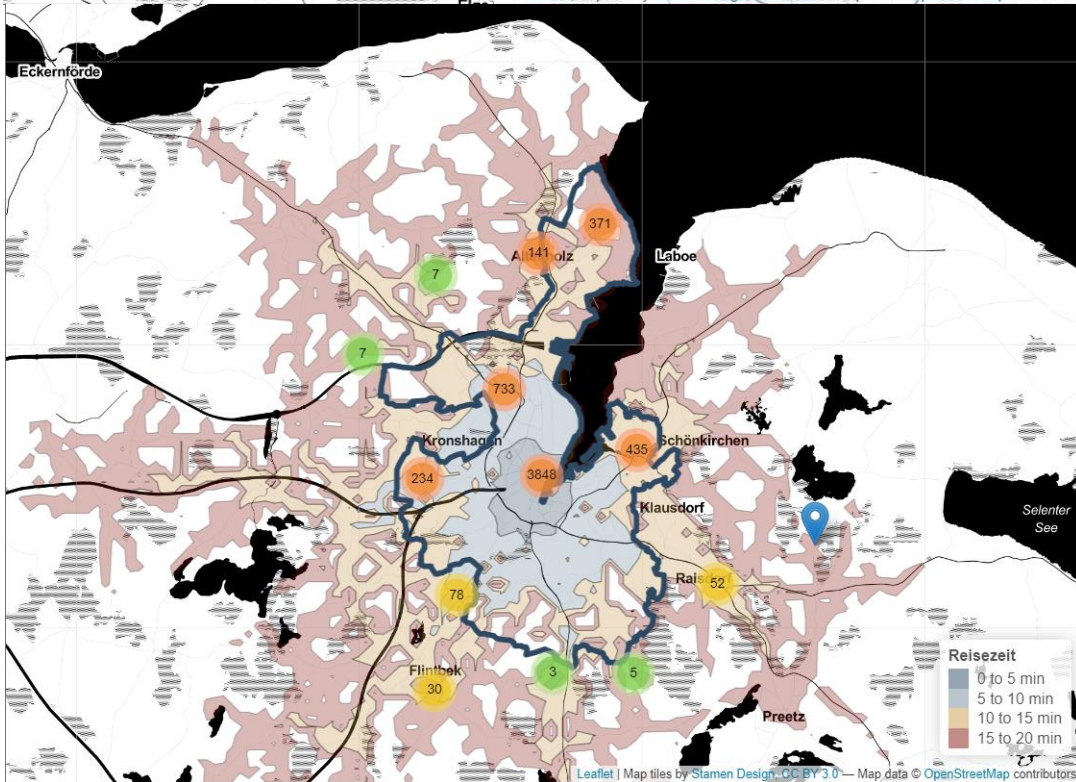 Eckernförde
371
141
Laboe
7
7
733
Kronshagen
435
Schönkirchen
234
3848
Klausdorf
Selenter
See
Raisdorf
52
78
3
5
Flintbek
30
Preetz
Reisezeit
0 to 5 min
5 to 10 min
10 to 15 min
15 to 20 min
Leaflet | Map tiles by Stamen Design, CC BY 3.0 — Map data © OpenStreetMap contributors